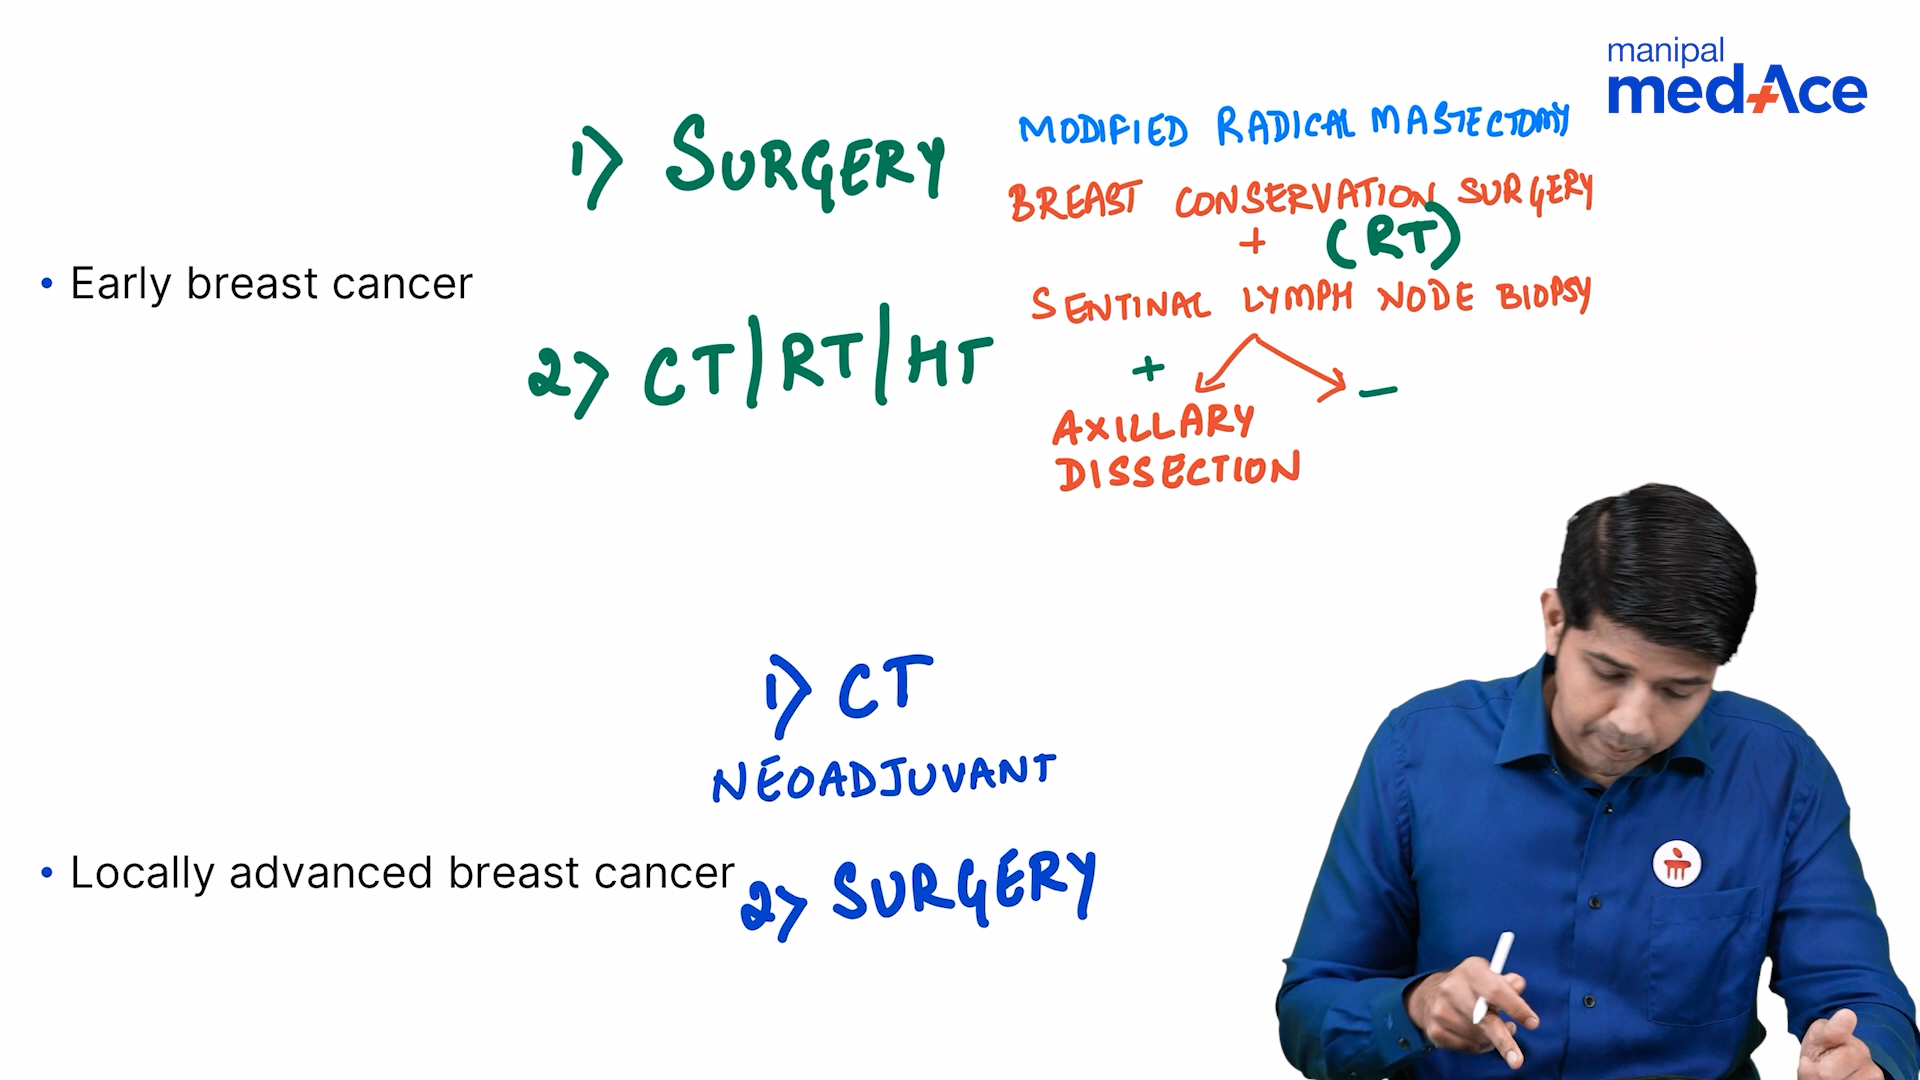 manipal
medAce
1) SURGERY
MODIFIED RADICAL MASTECTOMY
BREAST CONSERVATION SURGERY
+ (RT)
• Early breast cancer
SENTINAL LYMPH NODE BIOPSY
2) CT|RT|HT
+ −
AXILLARY
DISSECTION
1) CT
NEOADJUVANT
• Locally advanced breast cancer
2) SURGERY